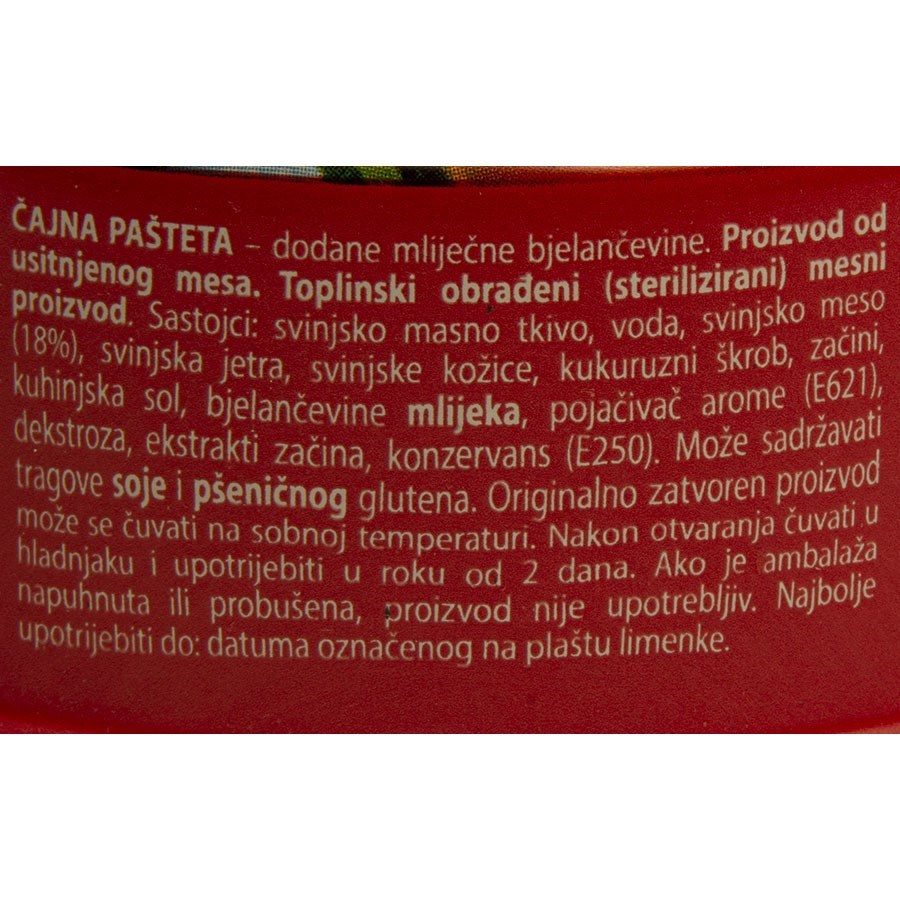 ČAJNA PAŠTETA – dodane mliječne bjelančevine. Proizvod od
usitnjenog mesa. Toplinski obrađeni (sterilizirani) mesni
proizvod. Sastojci: svinjsko masno tkivo, voda, svinjsko meso
(18%), svinjska jetra, svinjske kožice, kukuruzni škrob, začini,
kuhinjska sol, bjelančevine mlijeka, pojačivač arome (E621),
dekstroza, ekstrakti začina, konzervans (E250). Može sadržavati
tragove soje i pšeničnog glutena. Originalno zatvoren proizvod
može se čuvati na sobnoj temperaturi. Nakon otvaranja čuvati u
hladnjaku i upotrijebiti u roku od 2 dana. Ako je ambalaža
napuhnuta ili probušena, proizvod nije upotrebljiv. Najbolje
upotrijebiti do: datuma označenog na plaštu limenke.